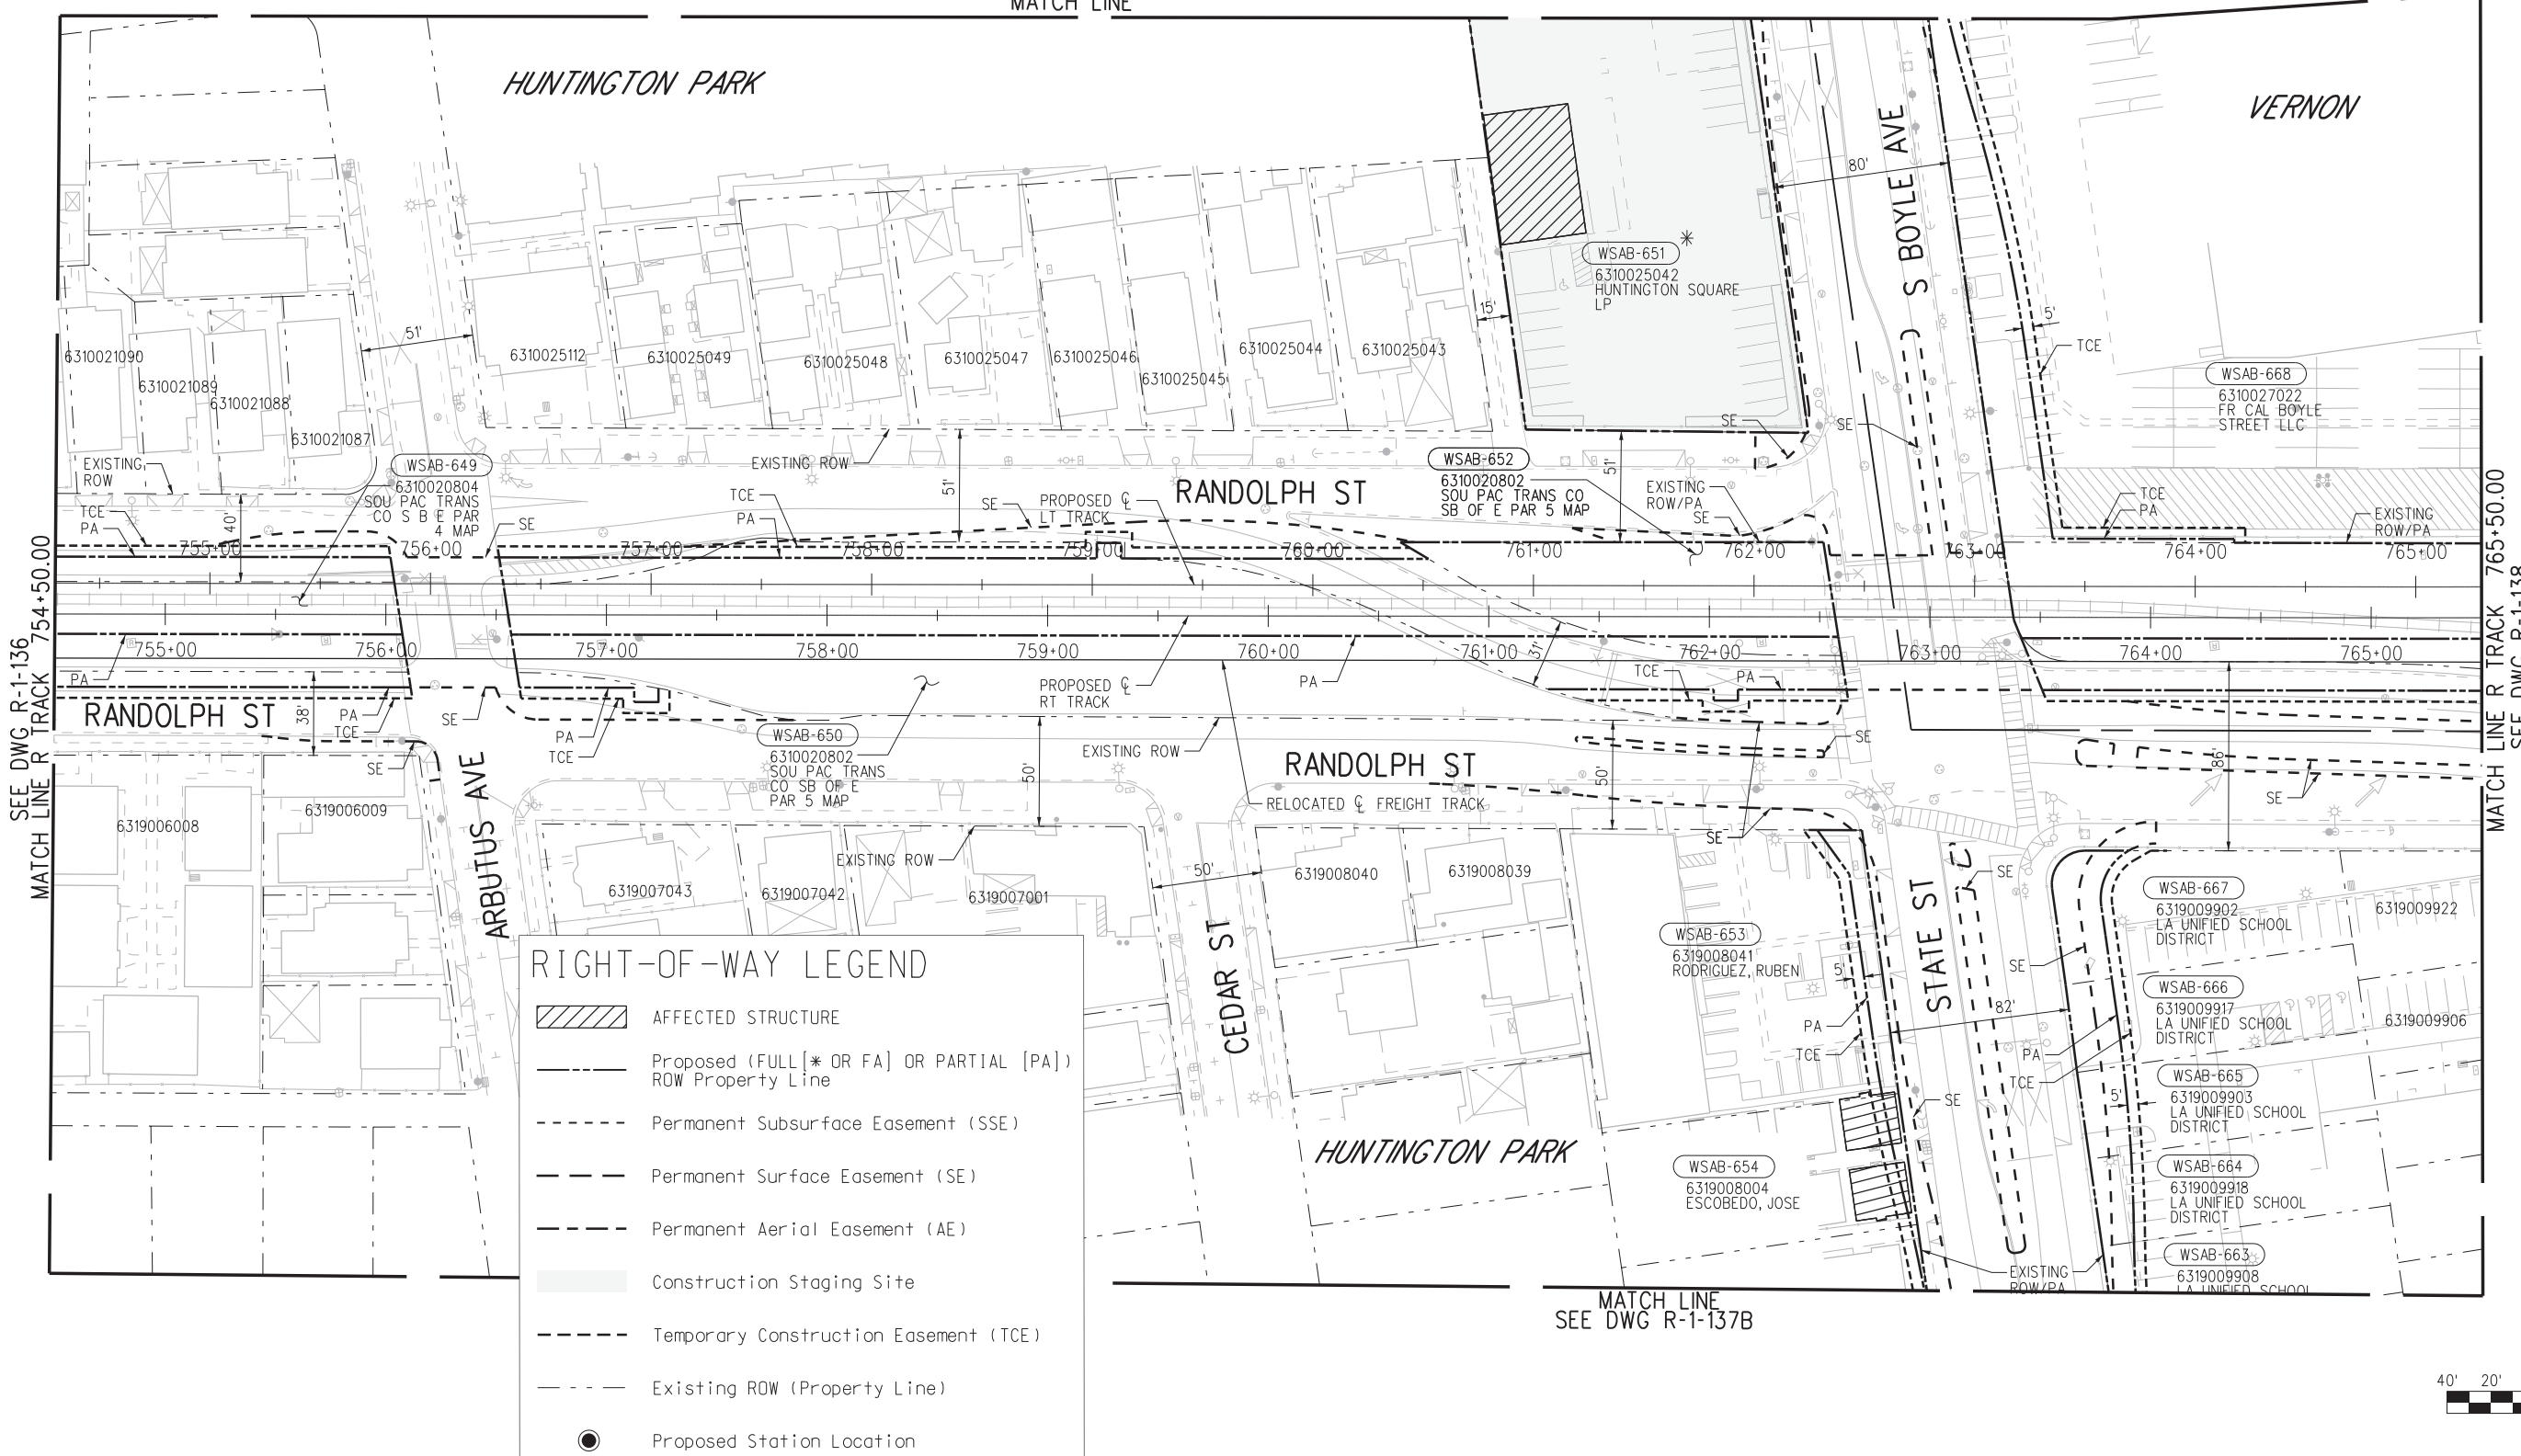 MATCH LINE
HUNTINGTON PARK
VERNON
S BOYLE AVE
80'
WSAB-651
*
6310025042
HUNTINGTON SQUARE
LP
15'
5'
TCE
51'
6310021090
6310021089
6310021088
6310021087
6310025112
6310025049
6310025048
6310025047
6310025046
6310025045
6310025044
6310025043
WSAB-668
6310027022
FR CAL BOYLE
STREET LLC
EXISTING
ROW
WSAB-649
6310020804
SOU PAC TRANS
CO S B E PAR
4 MAP
EXISTING ROW
SE
SE
WSAB-652
6310020802
SOU PAC TRANS CO
SB OF E PAR 5 MAP
51'
51'
RANDOLPH ST
EXISTING
ROW/PA
SE
TCE
PA
40'
SE
TCE
PA
SE
PROPOSED ℄
LT TRACK
TCE
PA
EXISTING
ROW/PA
755+00
756+00
757+00
758+00
759+00
760+00
761+00
762+00
763+00
764+00
765+00
SEE DWG R-1-136
MATCH LINE R TRACK 754+50.00
MATCH LINE R TRACK 765+50.00
SEE DWG R-1-138
755+00
756+00
757+00
758+00
759+00
760+00
761+00
762+00
763+00
764+00
765+00
PA
RANDOLPH ST
38'
PA
TCE
SE
SE
PA
TCE
PROPOSED ℄
RT TRACK
PA
31'
TCE
PA
WSAB-650
6310020802
SOU PAC TRANS
CO SB OF E
PAR 5 MAP
50'
EXISTING ROW
RANDOLPH ST
50'
SE
86'
SE
RELOCATED ℄ FREIGHT TRACK
SE
6319006008
6319006009
ARBUTUS AVE
EXISTING ROW
6319007043
6319007042
6319007001
50'
CEDAR ST
6319008040
6319008039
WSAB-653
6319008041
RODRIGUEZ, RUBEN
5'
PA
TCE
STATE ST
SE
SE
82'
PA
TCE
5'
SE
WSAB-667
6319009902
LA UNIFIED SCHOOL
DISTRICT
6319009922
WSAB-666
6319009917
LA UNIFIED SCHOOL
DISTRICT
6319009906
WSAB-665
6319009903
LA UNIFIED SCHOOL
DISTRICT
WSAB-664
6319009918
LA UNIFIED SCHOOL
DISTRICT
WSAB-663
6319009908
LA UNIFIED SCHOOL
HUNTINGTON PARK
WSAB-654
6319008004
ESCOBEDO, JOSE
EXISTING
ROW/PA
RIGHT-OF-WAY LEGEND
AFFECTED STRUCTURE
Proposed (FULL[* OR FA] OR PARTIAL [PA])
ROW Property Line
Permanent Subsurface Easement (SSE)
Permanent Surface Easement (SE)
Permanent Aerial Easement (AE)
Construction Staging Site
Temporary Construction Easement (TCE)
Existing ROW (Property Line)
Proposed Station Location
MATCH LINE
SEE DWG R-1-137B
40' 20'